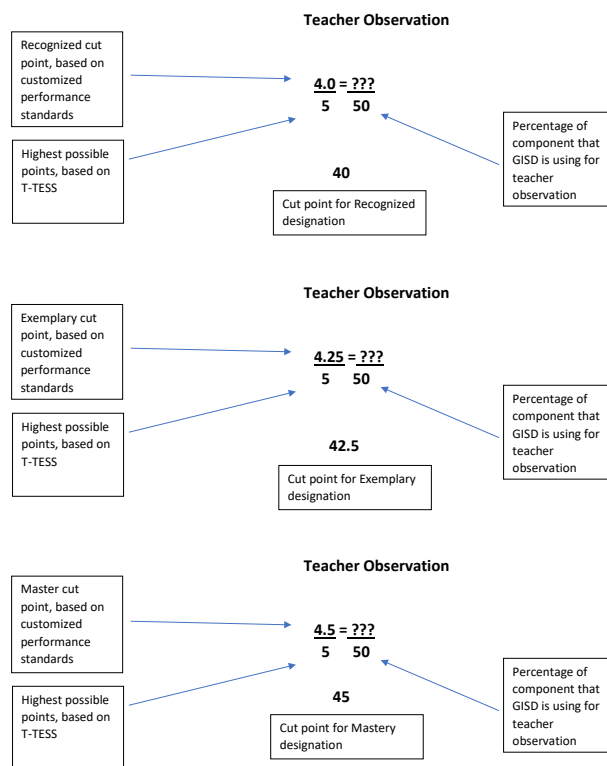 Teacher Observation
Recognized cut
point, based on
customized
performance
standards
4.0 = ???
5 50
Highest possible
points, based on
T-TESS
Percentage of
component that
GISD is using for
teacher
observation
40
Cut point for Recognized
designation
Teacher Observation
Exemplary cut
point, based on
customized
performance
standards
4.25 = ???
5 50
Highest possible
points, based on
T-TESS
Percentage of
component that
GISD is using for
teacher
observation
42.5
Cut point for Exemplary
designation
Teacher Observation
Master cut
point, based on
customized
performance
standards
4.5 = ???
5 50
Highest possible
points, based on
T-TESS
Percentage of
component that
GISD is using for
teacher
observation
45
Cut point for Mastery
designation